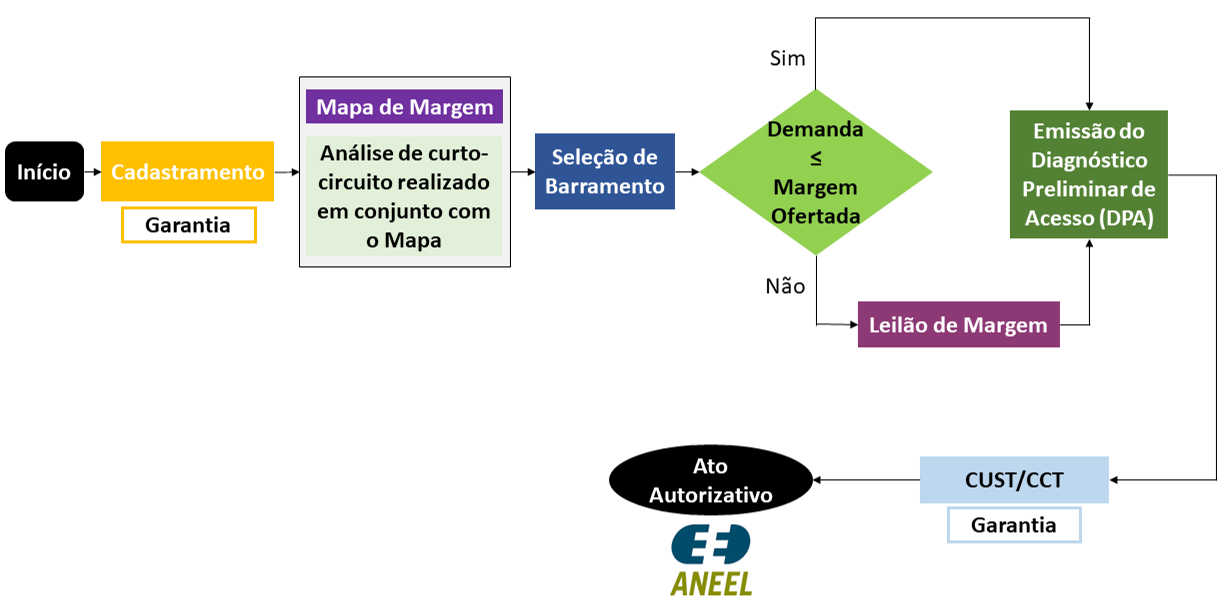 Início
Cadastramento
Garantia
Mapa de Margem
Análise de curto-
circuito realizado
em conjunto com
o Mapa
Seleção de
Barramento
Demanda
≤
Margem
Ofertada
Sim
Não
Leilão de Margem
Emissão do
Diagnóstico
Preliminar de
Acesso (DPA)
CUST/CCT
Garantia
Ato
Autorizativo
ANEEL